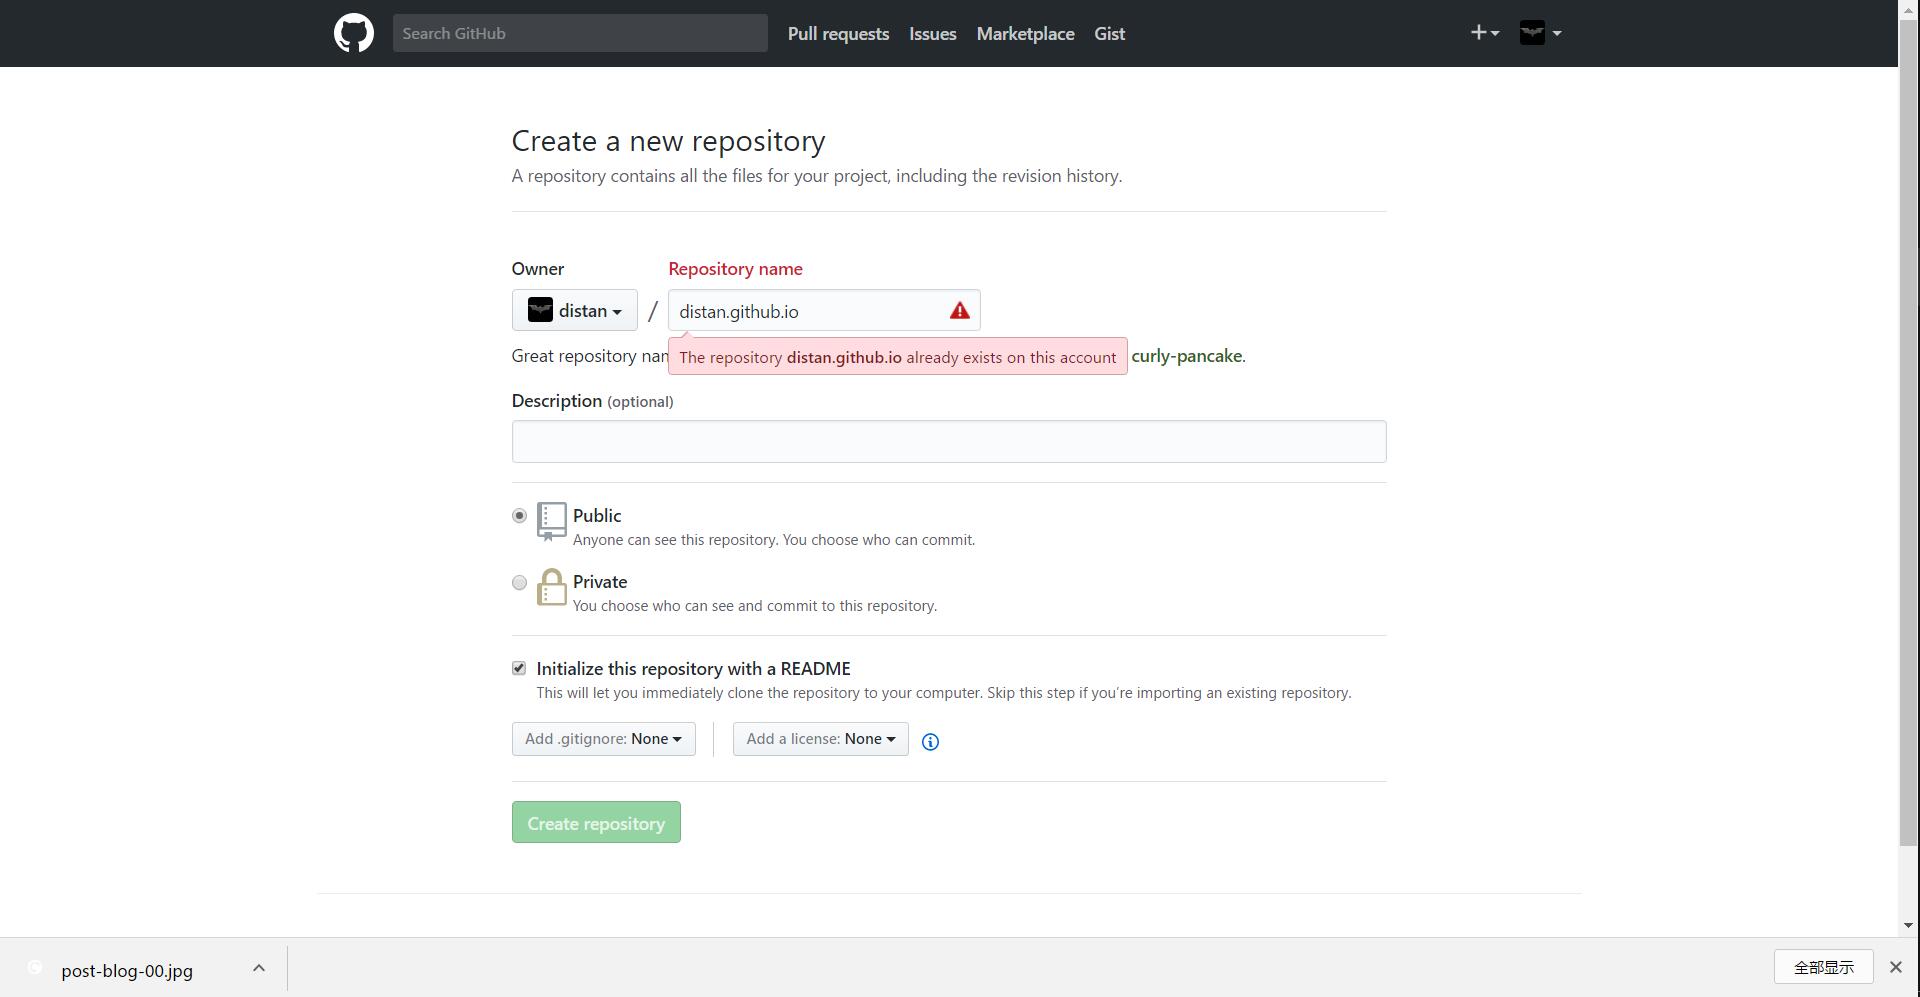 Search GitHub Pull requests Issues Marketplace Gist
Create a new repository
A repository contains all the files for your project, including the revision history.
Owner Repository name
distan / distan.github.io
Great repository nam The repository distan.github.io already exists on this account curly-pancake.
Description (optional)
Public
Anyone can see this repository. You choose who can commit.
Private
You choose who can see and commit to this repository.
Initialize this repository with a README
This will let you immediately clone the repository to your computer. Skip this step if you’re importing an existing repository.
Add .gitignore: None Add a license: None
Create repository
post-blog-00.jpg 全部显示